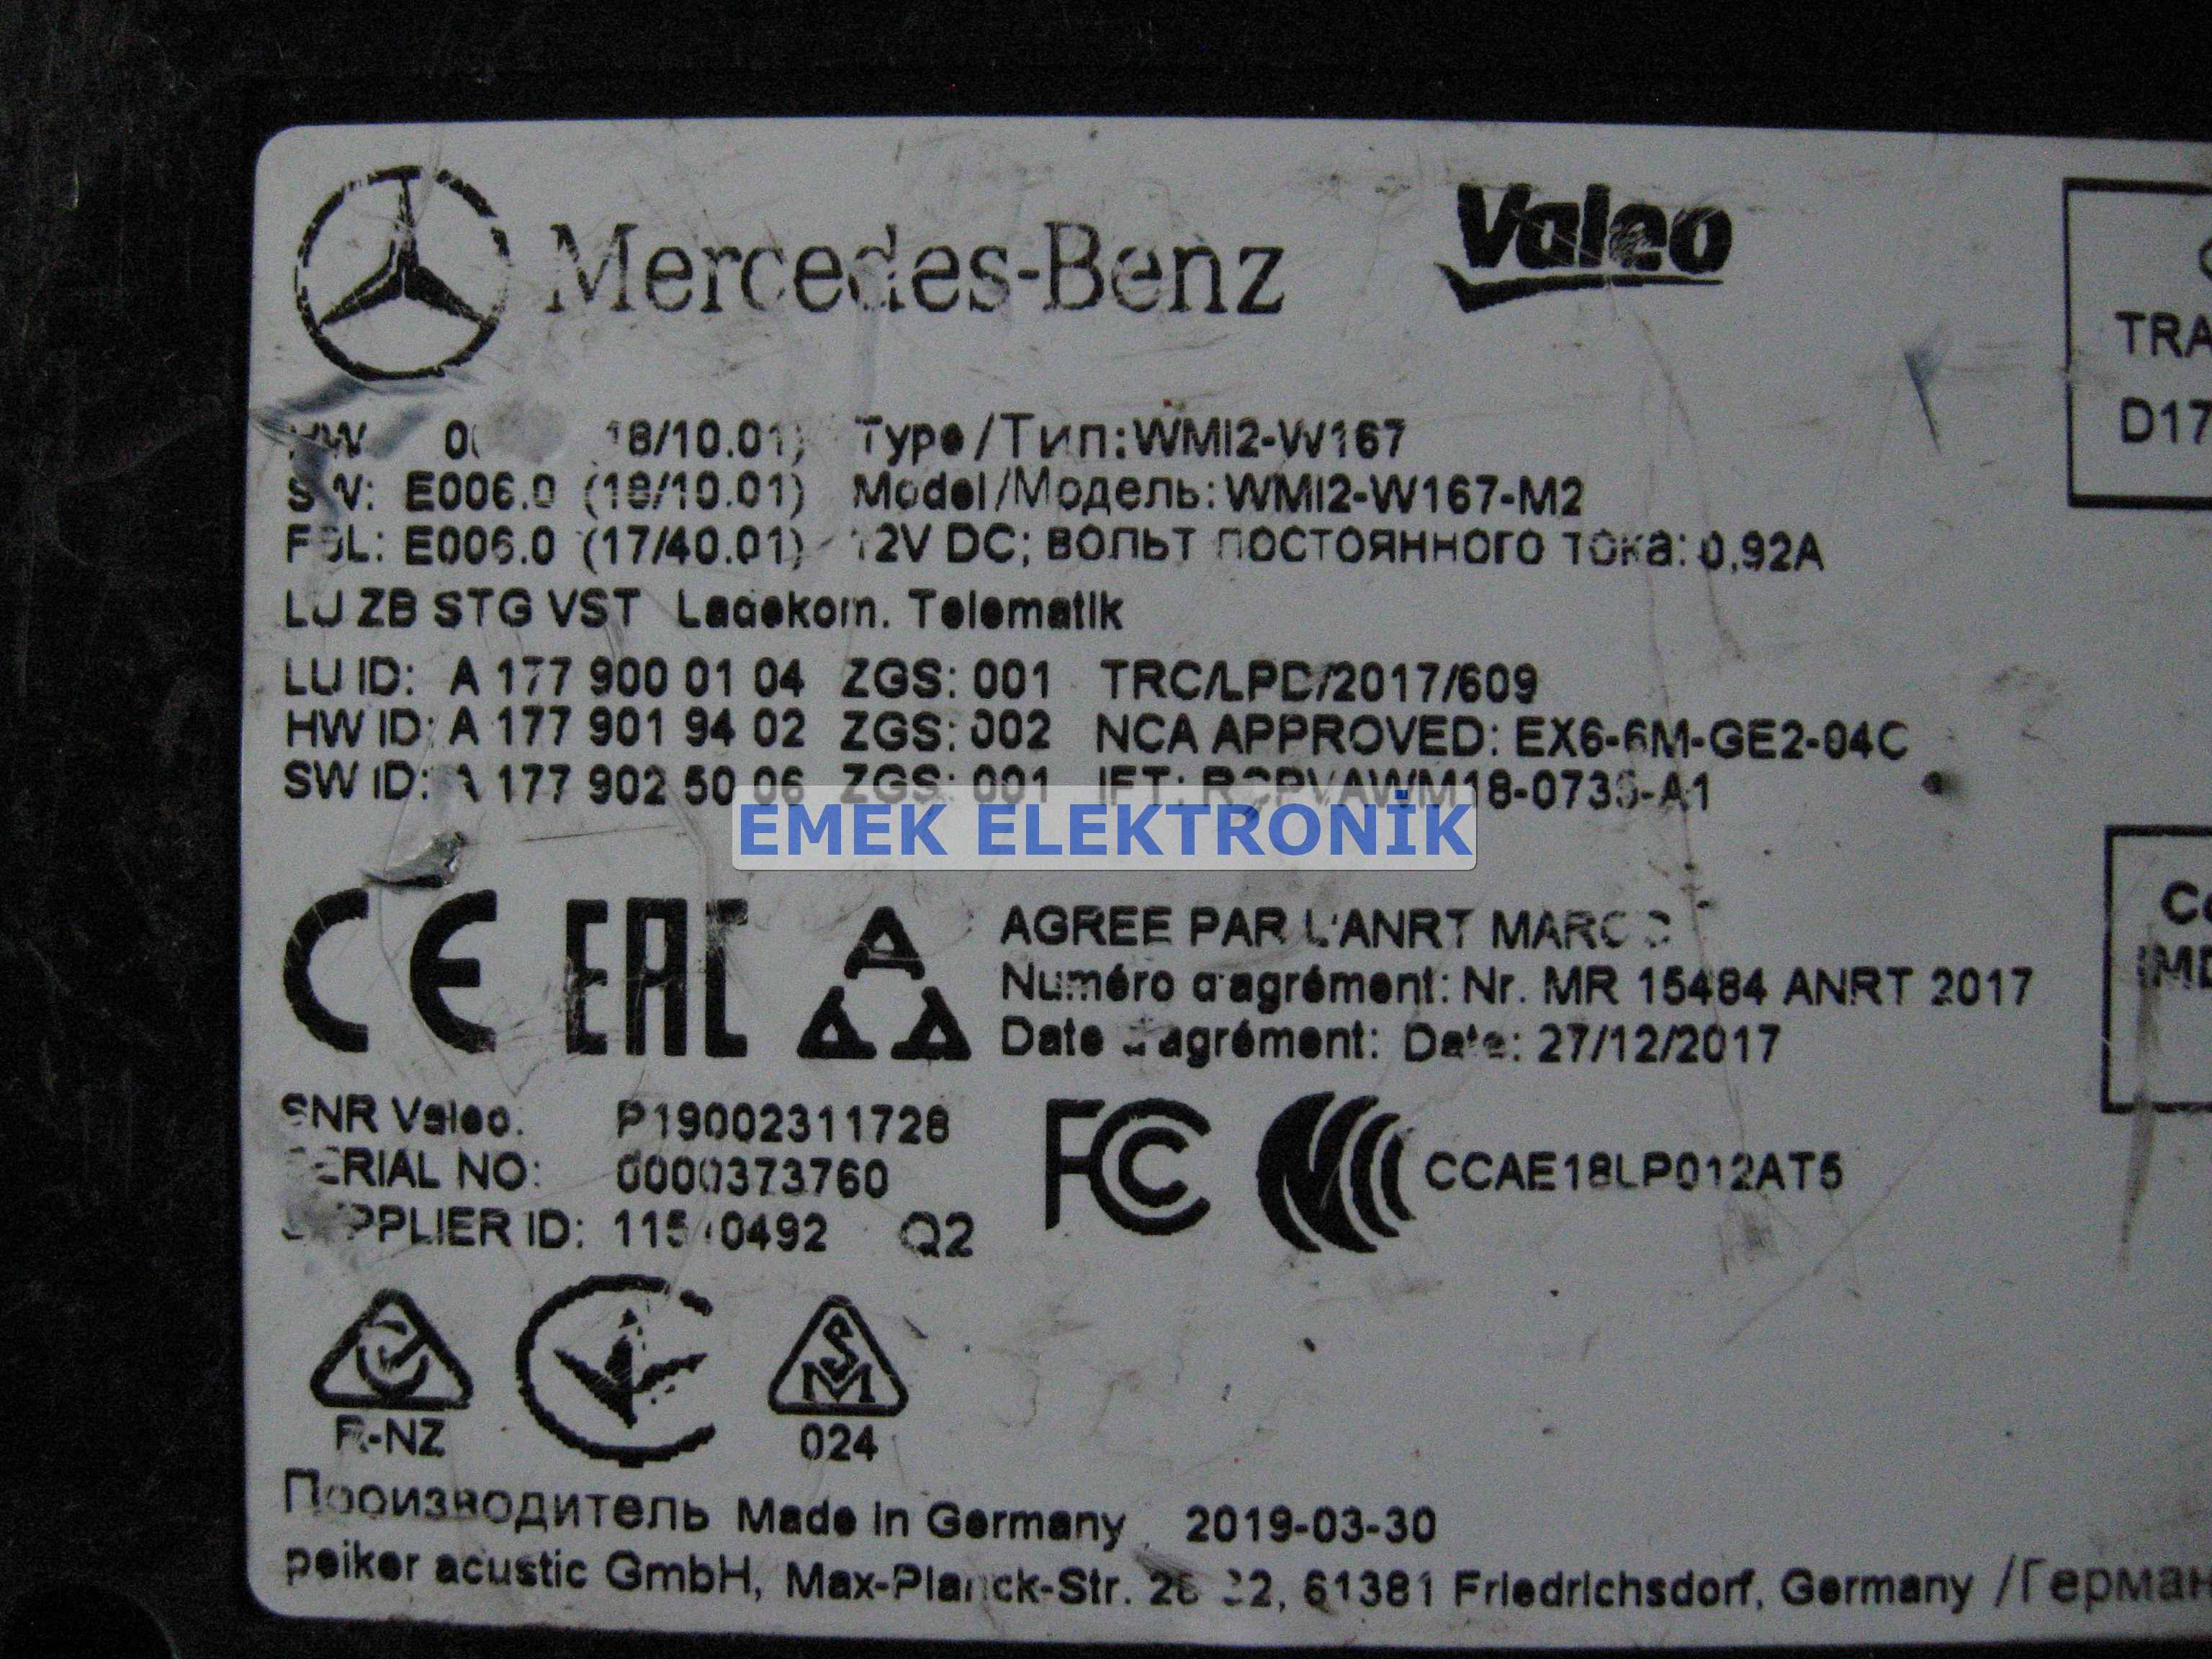 Mercedes-Benz
Valeo
TRA
D17
18/10.01) Type/Тип: WMI2-W167
SW: E006.0 (18/10.01) Model/Модель: WMI2-W167-M2
FBL: E006.0 (17/40.01) 12V DC; вольт постоянного тока: 0,92A
LU ZB STG VST Ladekom. Telematik
LU ID: A 177 900 01 04 ZGS: 001 TRC/LPD/2017/609
HW ID: A 177 901 94 02 ZGS: 002 NCA APPROVED: EX6-6M-GE2-04C
SW ID: A 177 902 50 06 ZGS: 001 IFT:
EMEK ELEKTRONİK
CE EAC
AGREE PAR L'ANRT MAROC
Numéro d'agrément: Nr. MR 15484 ANRT 2017
Date d'agrément: Date: 27/12/2017
SNR Valeo: P19002311728
SERIAL NO: 0000373760
SUPPLIER ID: Q2
FC CCAE18LP012AT5
R-NZ
SPM
024
Производитель Made in Germany, 2019-03-30
peiker acustic GmbH, Max-Planck-Str. 61381 Friedrichsdorf, Germany /Герман